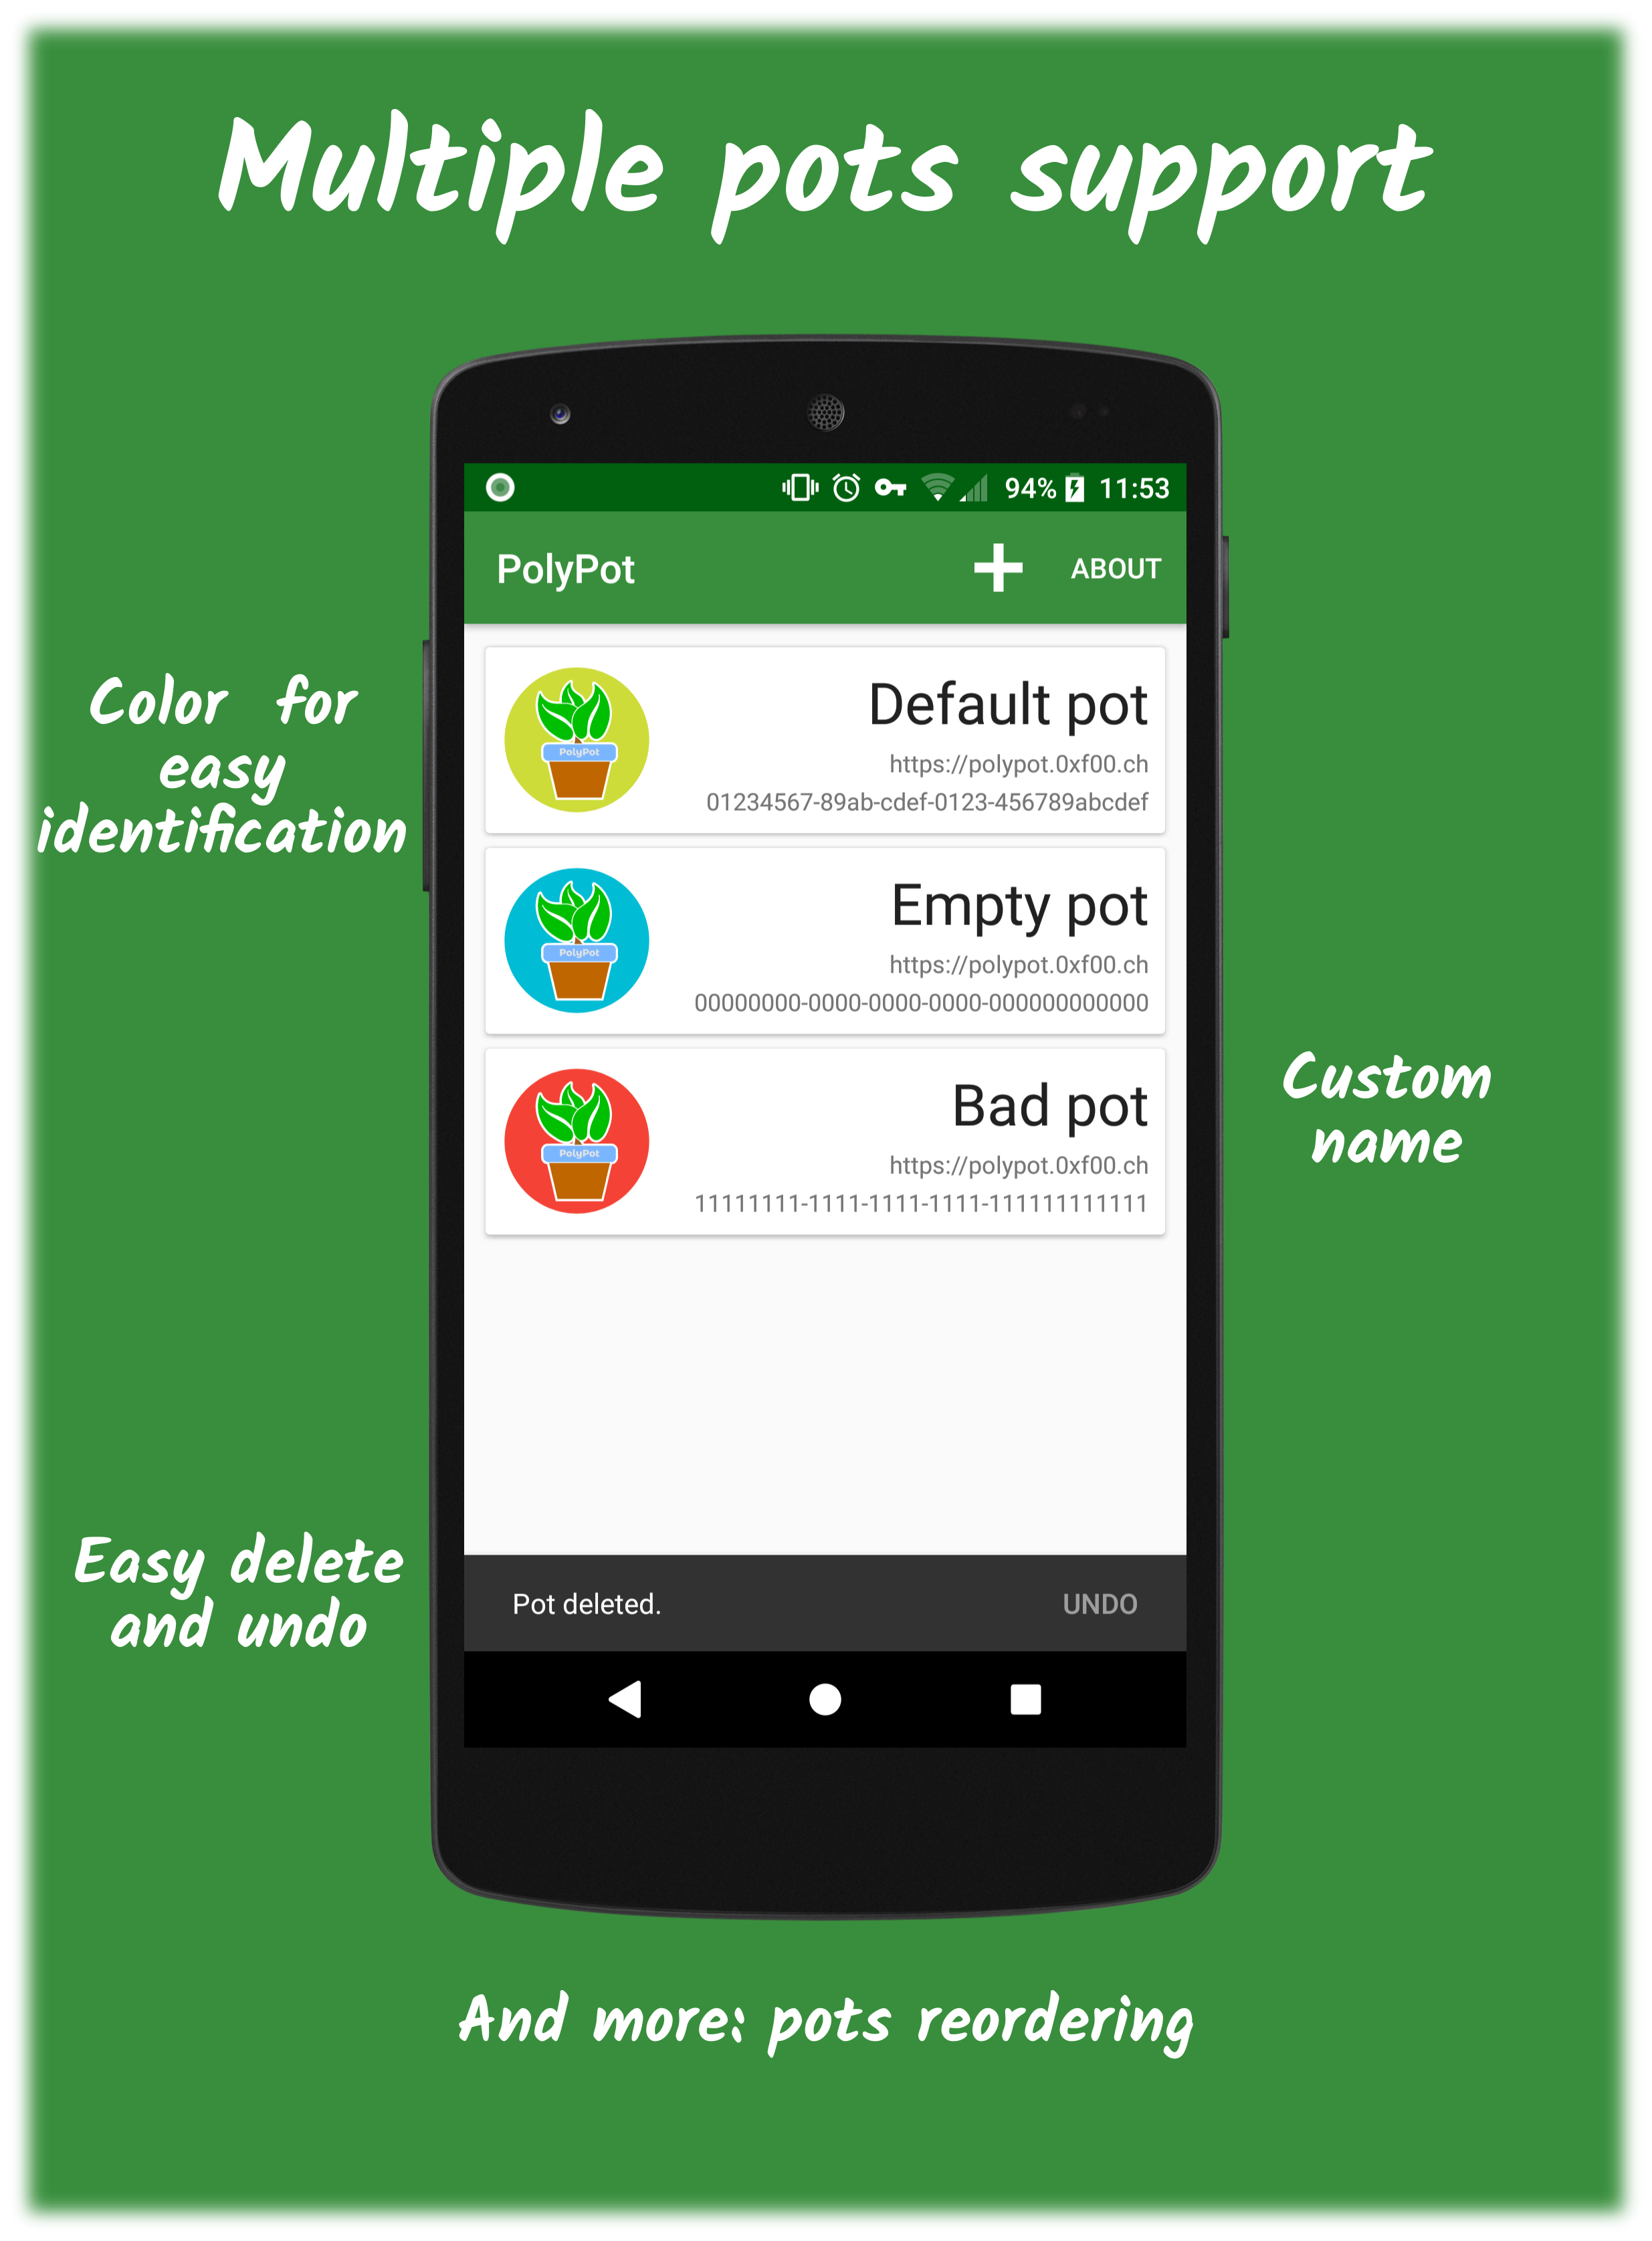 Multiple pots support
94% 11:53
PolyPot ABOUT
Color for
easy
identification
PolyPot
Default pot
https://polypot.0xf00.ch
01234567-89ab-cdef-0123-456789abcdef
PolyPot
Empty pot
https://polypot.0xf00.ch
00000000-0000-0000-0000-000000000000
PolyPot
Bad pot
https://polypot.0xf00.ch
11111111-1111-1111-1111-111111111111
Custom
name
Easy delete
and undo
Pot deleted. UNDO
And more: pots reordering